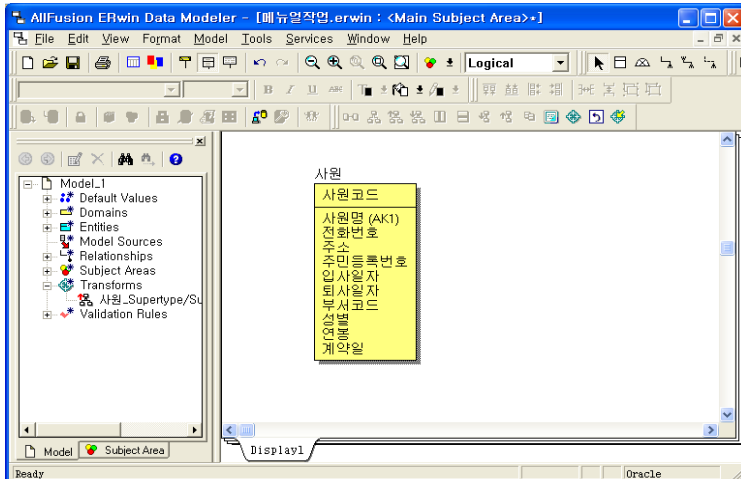 AllFusion ERwin Data Modeler - [메뉴얼작업.erwin : <Main Subject Area>*]
File Edit View Format Model Tools Services Window Help
Logical
B I U ABC
Model_1
Default Values
Domains
Entities
Model Sources
Relationships
Subject Areas
Transforms
사원_Supertype/Su
Validation Rules
Model Subject Area
사원
사원코드
사원명 (AK1)
전화번호
주소
주민등록번호
입사일자
퇴사일자
부서코드
성별
연봉
계약일
Display1
Ready Oracle